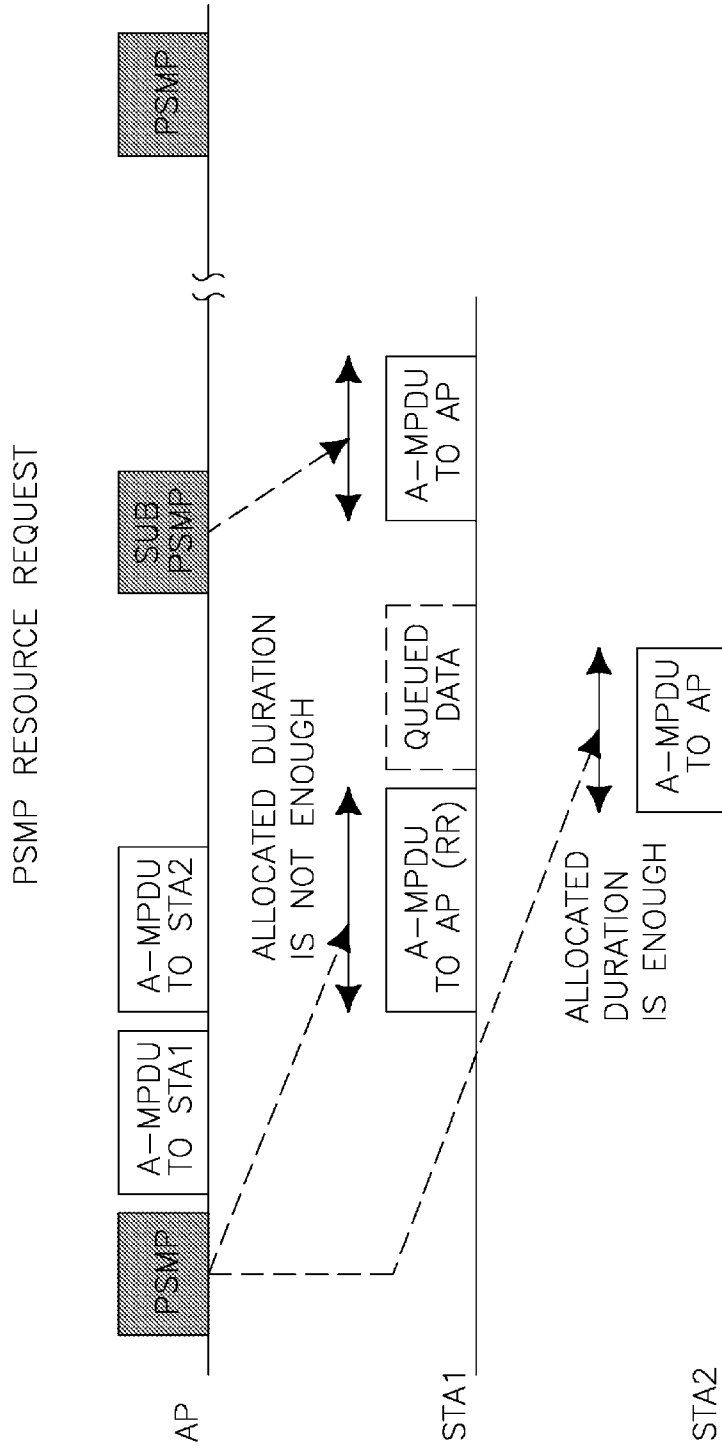 PSMP RESOURCE REQUEST
AP
PSMP
A-MPDU
TO STA1
A-MPDU
TO STA2
SUB
PSMP
PSMP
ALLOCATED DURATION
IS NOT ENOUGH
STA1
A-MPDU
TO AP (RR)
QUEUED
DATA
A-MPDU
TO AP
ALLOCATED
DURATION
IS ENOUGH
STA2
A-MPDU
TO AP